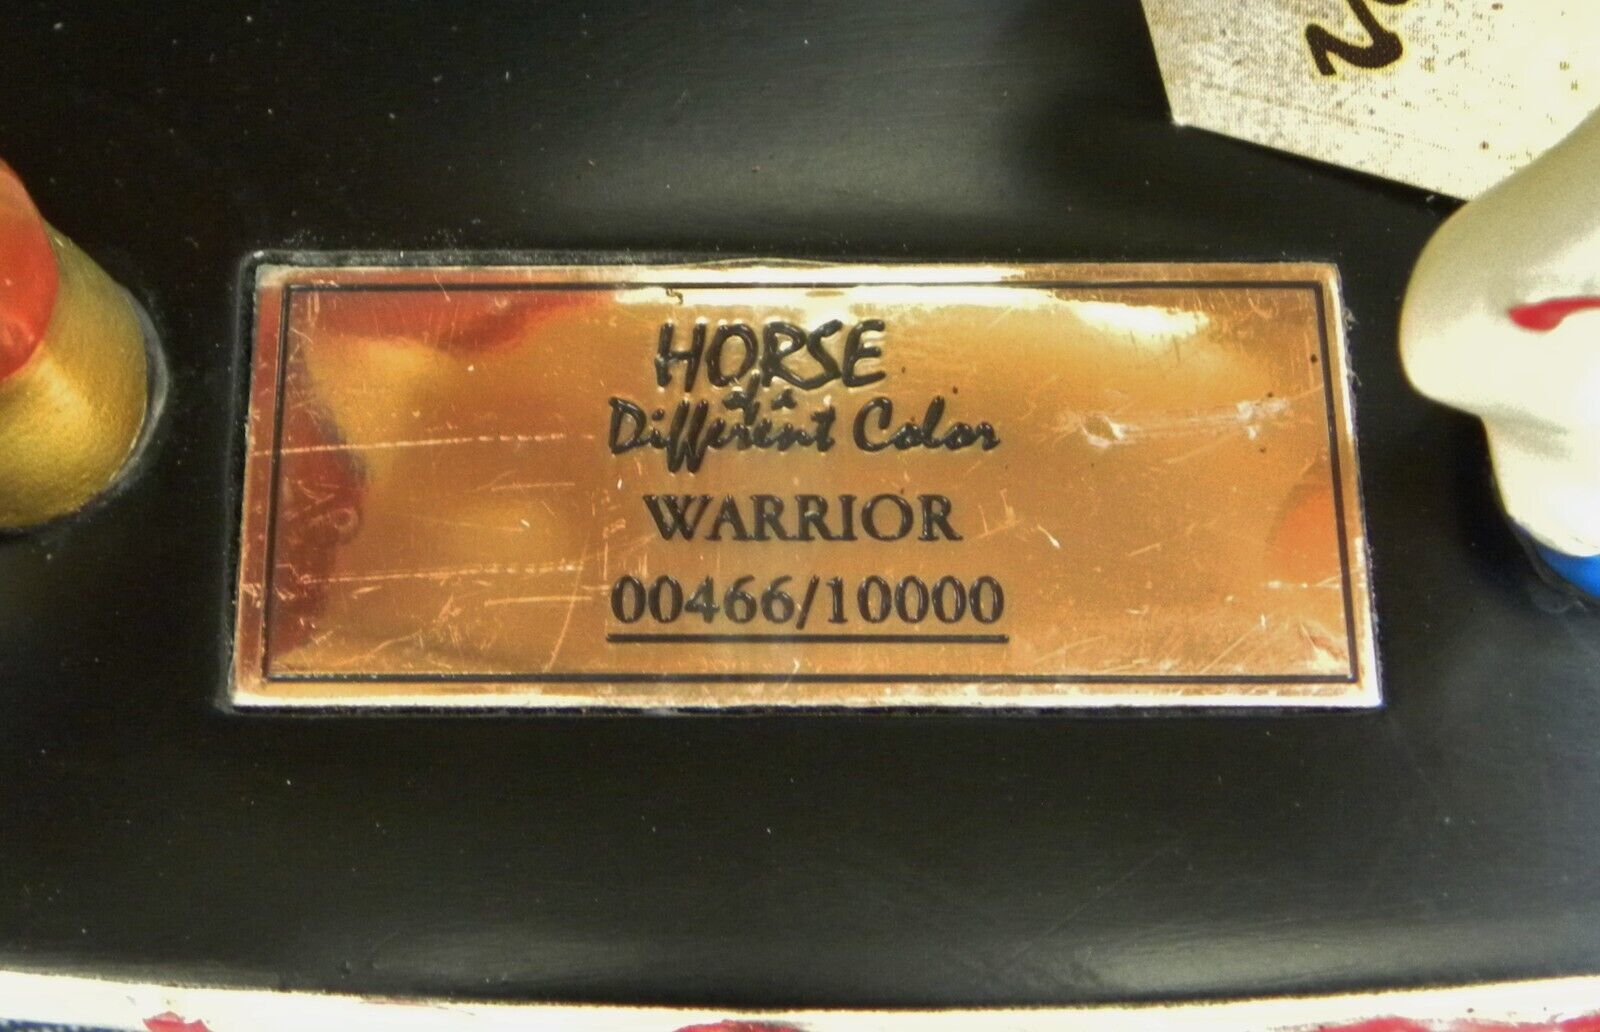 HORSE
of a
Different Color
WARRIOR
00466/10000